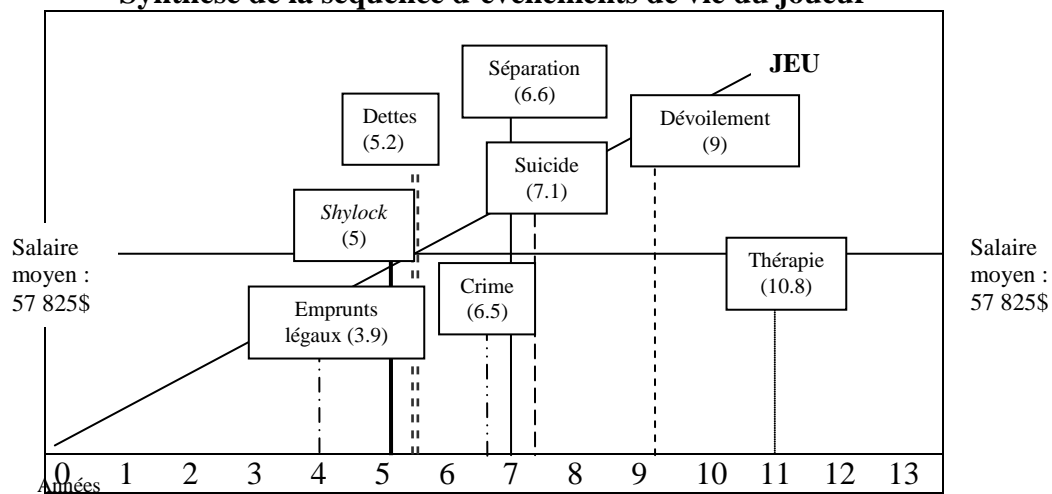 Synthèse de la séquence d'événements de vie du joueur
Séparation
(6.6)
JEU
Dettes
(5.2)
Dévoilement
(9)
Suicide
(7.1)
Shylock
(5)
Salaire
moyen :
57 825$
Salaire
moyen :
57 825$
Thérapie
(10.8)
Crime
(6.5)
Emprunts
légaux (3.9)
0 1 2 3 4 5 6 7 8 9 10 11 12 13
Années